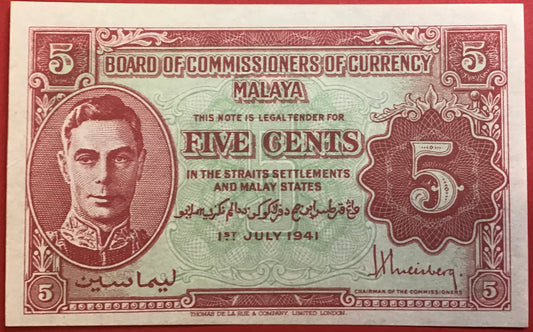 5
5
BOARD OF COMMISSIONERS OF CURRENCY
MALAYA
THIS NOTE IS LEGAL TENDER FOR
FIVE CENTS
5
IN THE STRAITS SETTLEMENTS
AND MALAY STATES
1ST JULY 1941
ليماسين
CHAIRMAN OF THE COMMISSIONERS
5
5
THOMAS DE LA RUE & COMPANY, LIMITED LONDON.